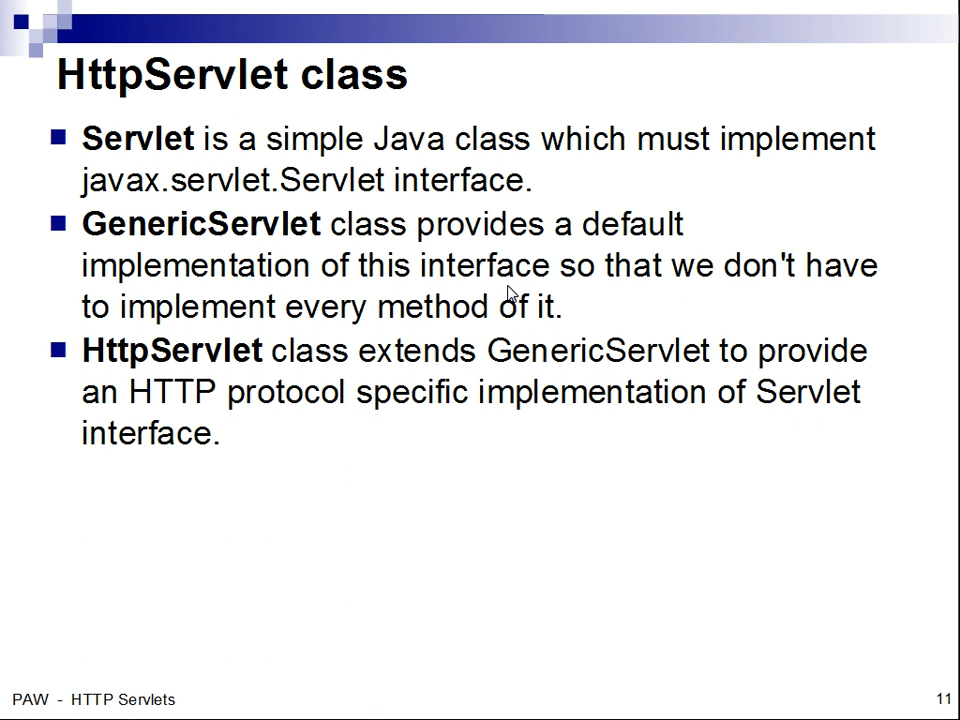 HttpServlet class
Servlet is a simple Java class which must implement
javax.servlet.Servlet interface.
GenericServlet class provides a default
implementation of this interface so that we don't have
to implement every method of it.
HttpServlet class extends GenericServlet to provide
an HTTP protocol specific implementation of Servlet
interface.
PAW - HTTP Servlets
11